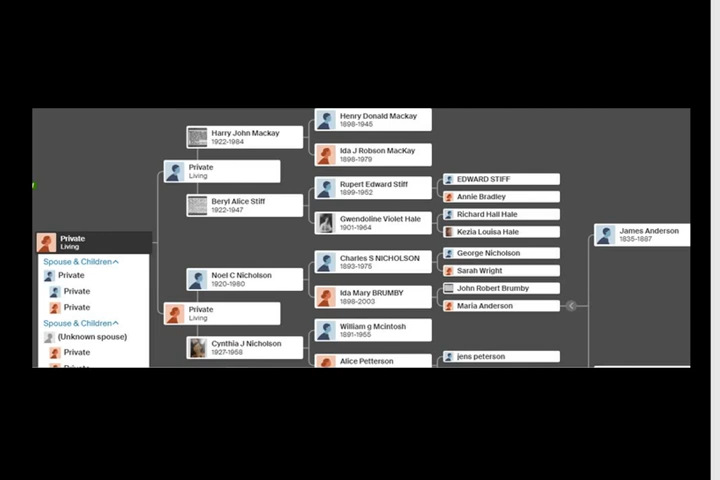 Henry Donald Mackay
1898-1945
Harry John Mackay
1922-1984
Ida J Robson MacKay
1898-1979
Private
Living
Rupert Edward Stiff
1899-1952
EDWARD STIFF
Annie Bradley
Beryl Alice Stiff
1922-1947
Gwendoline Violet Hale
1901-1964
Richard Hall Hale
Kezia Louisa Hale
James Anderson
1835-1887
Private
Living
Spouse & Children
Private
Private
Private
Spouse & Children
(Unknown spouse)
Private
Charles S NICHOLSON
1893-1975
George Nicholson
Sarah Wright
Noel C Nicholson
1920-1980
Ida Mary BRUMBY
1898-2003
John Robert Brumby
Maria Anderson
Private
Living
William g Mcintosh
1891-1955
Cynthia J Nicholson
1927-1958
Alice Petterson
jens peterson